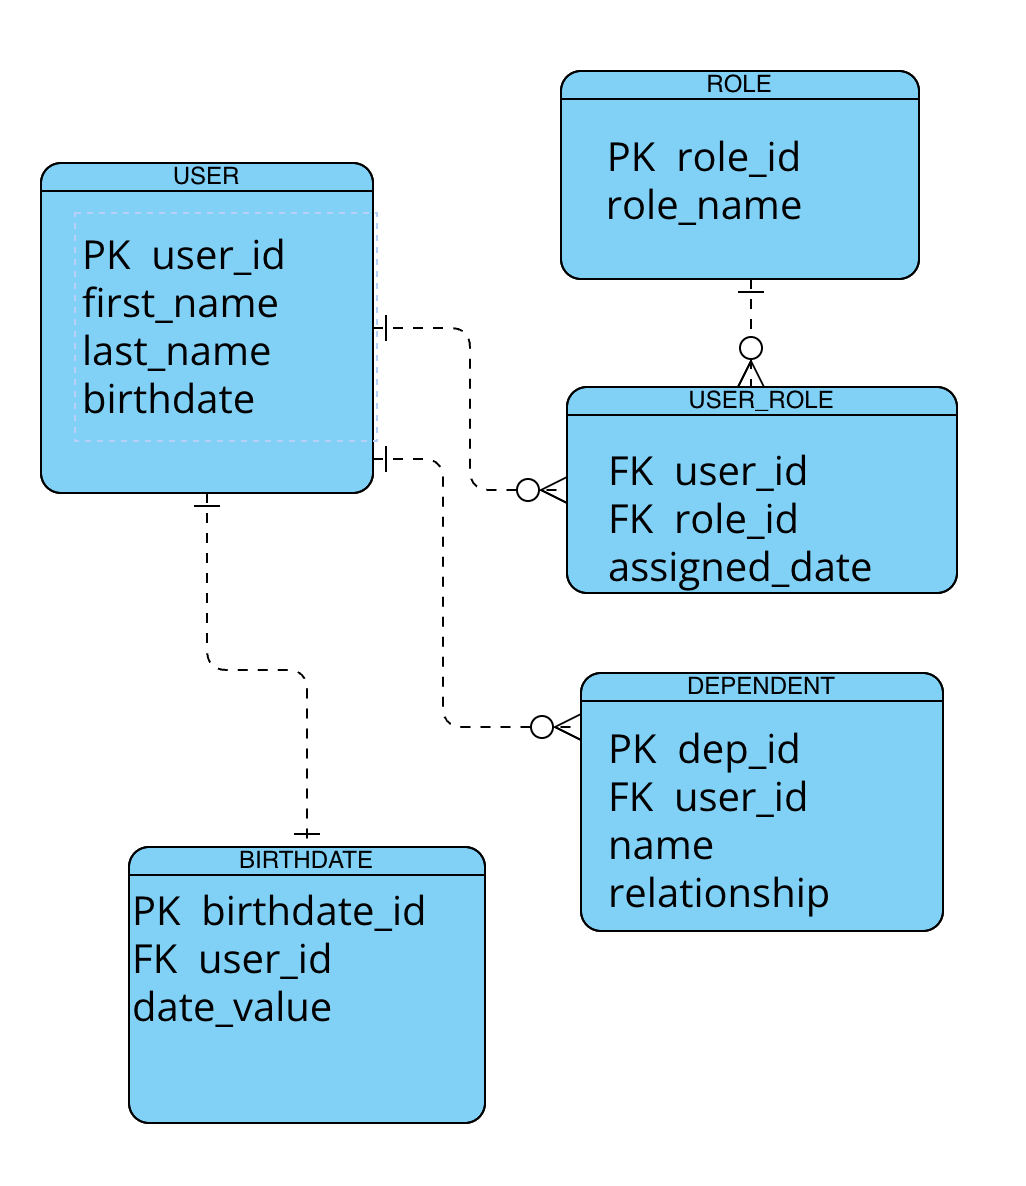 USER
PK user_id
first_name
last_name
birthdate
ROLE
PK role_id
role_name
USER_ROLE
FK user_id
FK role_id
assigned_date
DEPENDENT
PK dep_id
FK user_id
name
relationship
BIRTHDATE
PK birthdate_id
FK user_id
date_value